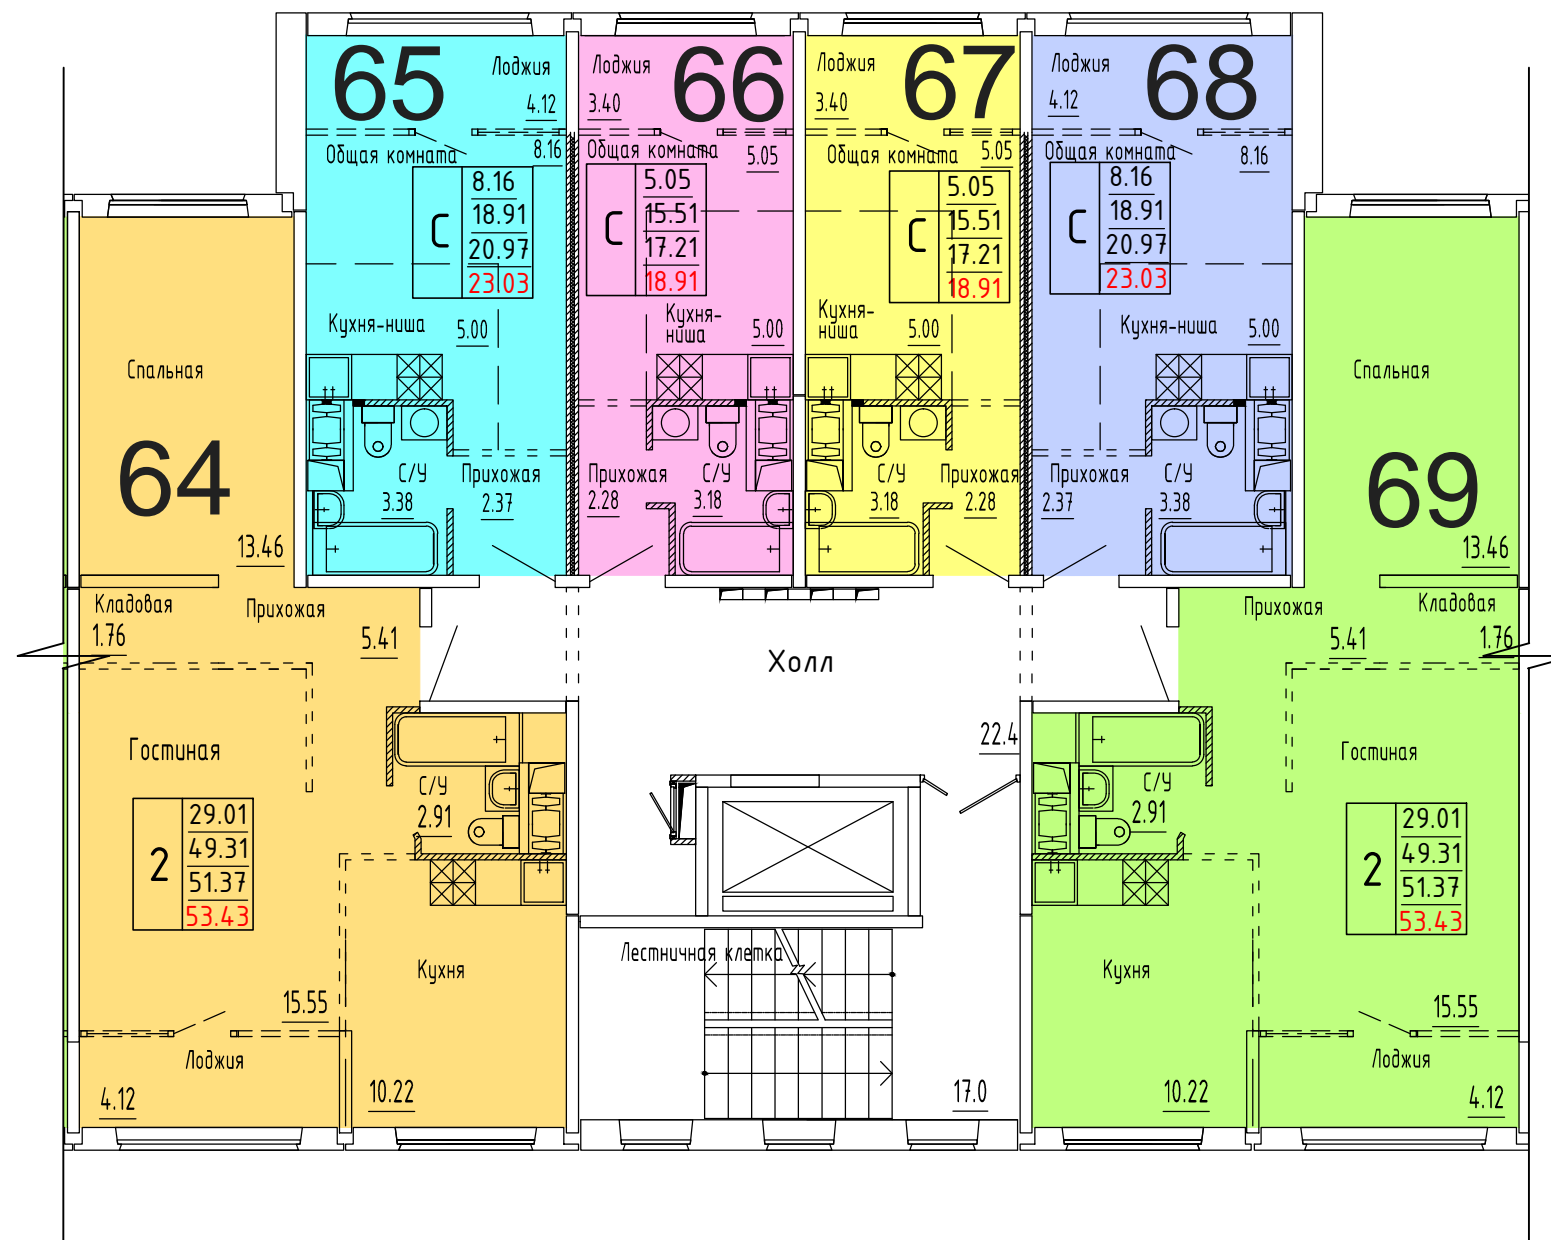 65
Лоджия
4.12
Общая комната
8.16
С
8.16
18.91
20.97
23.03
Кухня-ниша
5.00
С/У
3.38
Прихожая
2.37
66
Лоджия
3.40
Общая комната
5.05
С
5.05
15.51
17.21
18.91
Кухня-
ниша
5.00
Прихожая
2.28
С/У
3.18
67
Лоджия
3.40
Общая комната
5.05
С
5.05
15.51
17.21
18.91
Кухня-
ниша
5.00
С/У
3.18
Прихожая
2.28
68
Лоджия
4.12
Общая комната
8.16
С
8.16
18.91
20.97
23.03
Кухня-ниша
5.00
Прихожая
2.37
С/У
3.38
Спальная
64
13.46
Кладовая
1.76
Прихожая
5.41
Гостиная
2
29.01
49.31
51.37
53.43
С/У
2.91
Кухня
15.55
Лоджия
4.12
10.22
Холл
22.4
Лестничная клетка
17.0
Спальная
69
13.46
Прихожая
5.41
Кладовая
1.76
Гостиная
2
29.01
49.31
51.37
53.43
С/У
2.91
Кухня
15.55
Лоджия
10.22
4.12